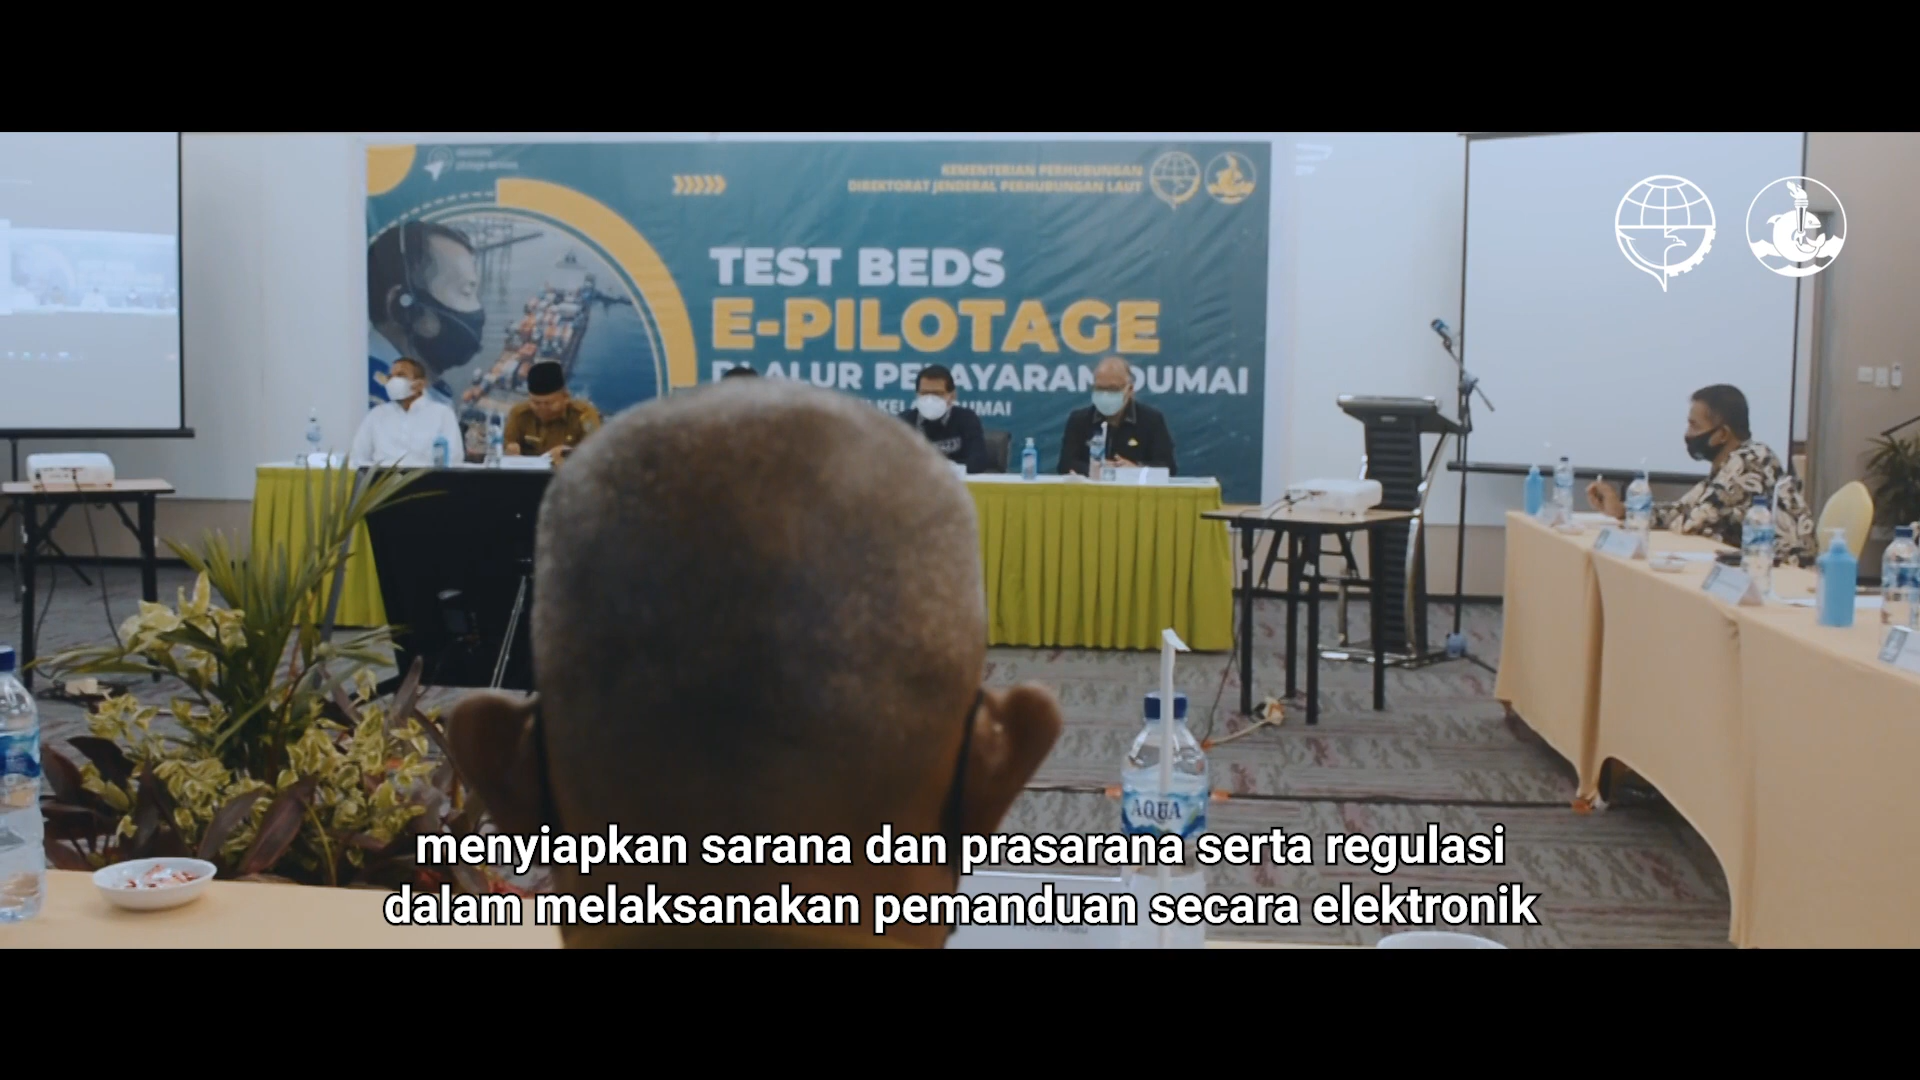 KEMENTERIAN PERHUBUNGAN
DIREKTORAT JENDERAL PERHUBUNGAN LAUT
TEST BEDS
E-PILOTAGE
ALUR PELAYARAN DUMAI
DUMAI
AQUA
menyiapkan sarana dan prasarana serta regulasi
dalam melaksanakan pemanduan secara elektronik